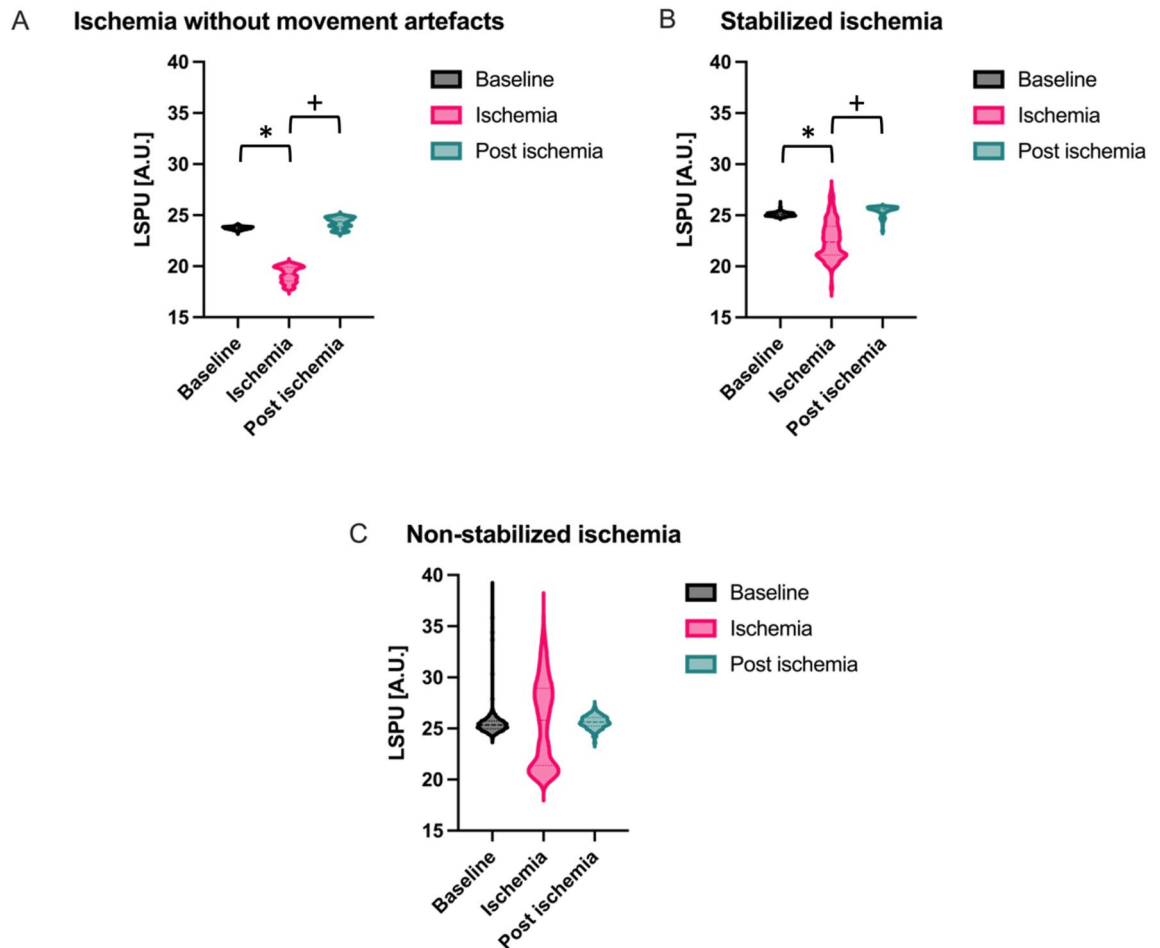 A Ischemia without movement artefacts
LSPU [A.U.]
40
35
30
25
20
15
*
+
Baseline
Ischemia
Post ischemia
Baseline
Ischemia
Post ischemia
B Stabilized ischemia
LSPU [A.U.]
40
35
30
25
20
15
*
+
Baseline
Ischemia
Post ischemia
Baseline
Ischemia
Post ischemia
C Non-stabilized ischemia
LSPU [A.U.]
40
35
30
25
20
15
Baseline
Ischemia
Post ischemia
Baseline
Ischemia
Post ischemia